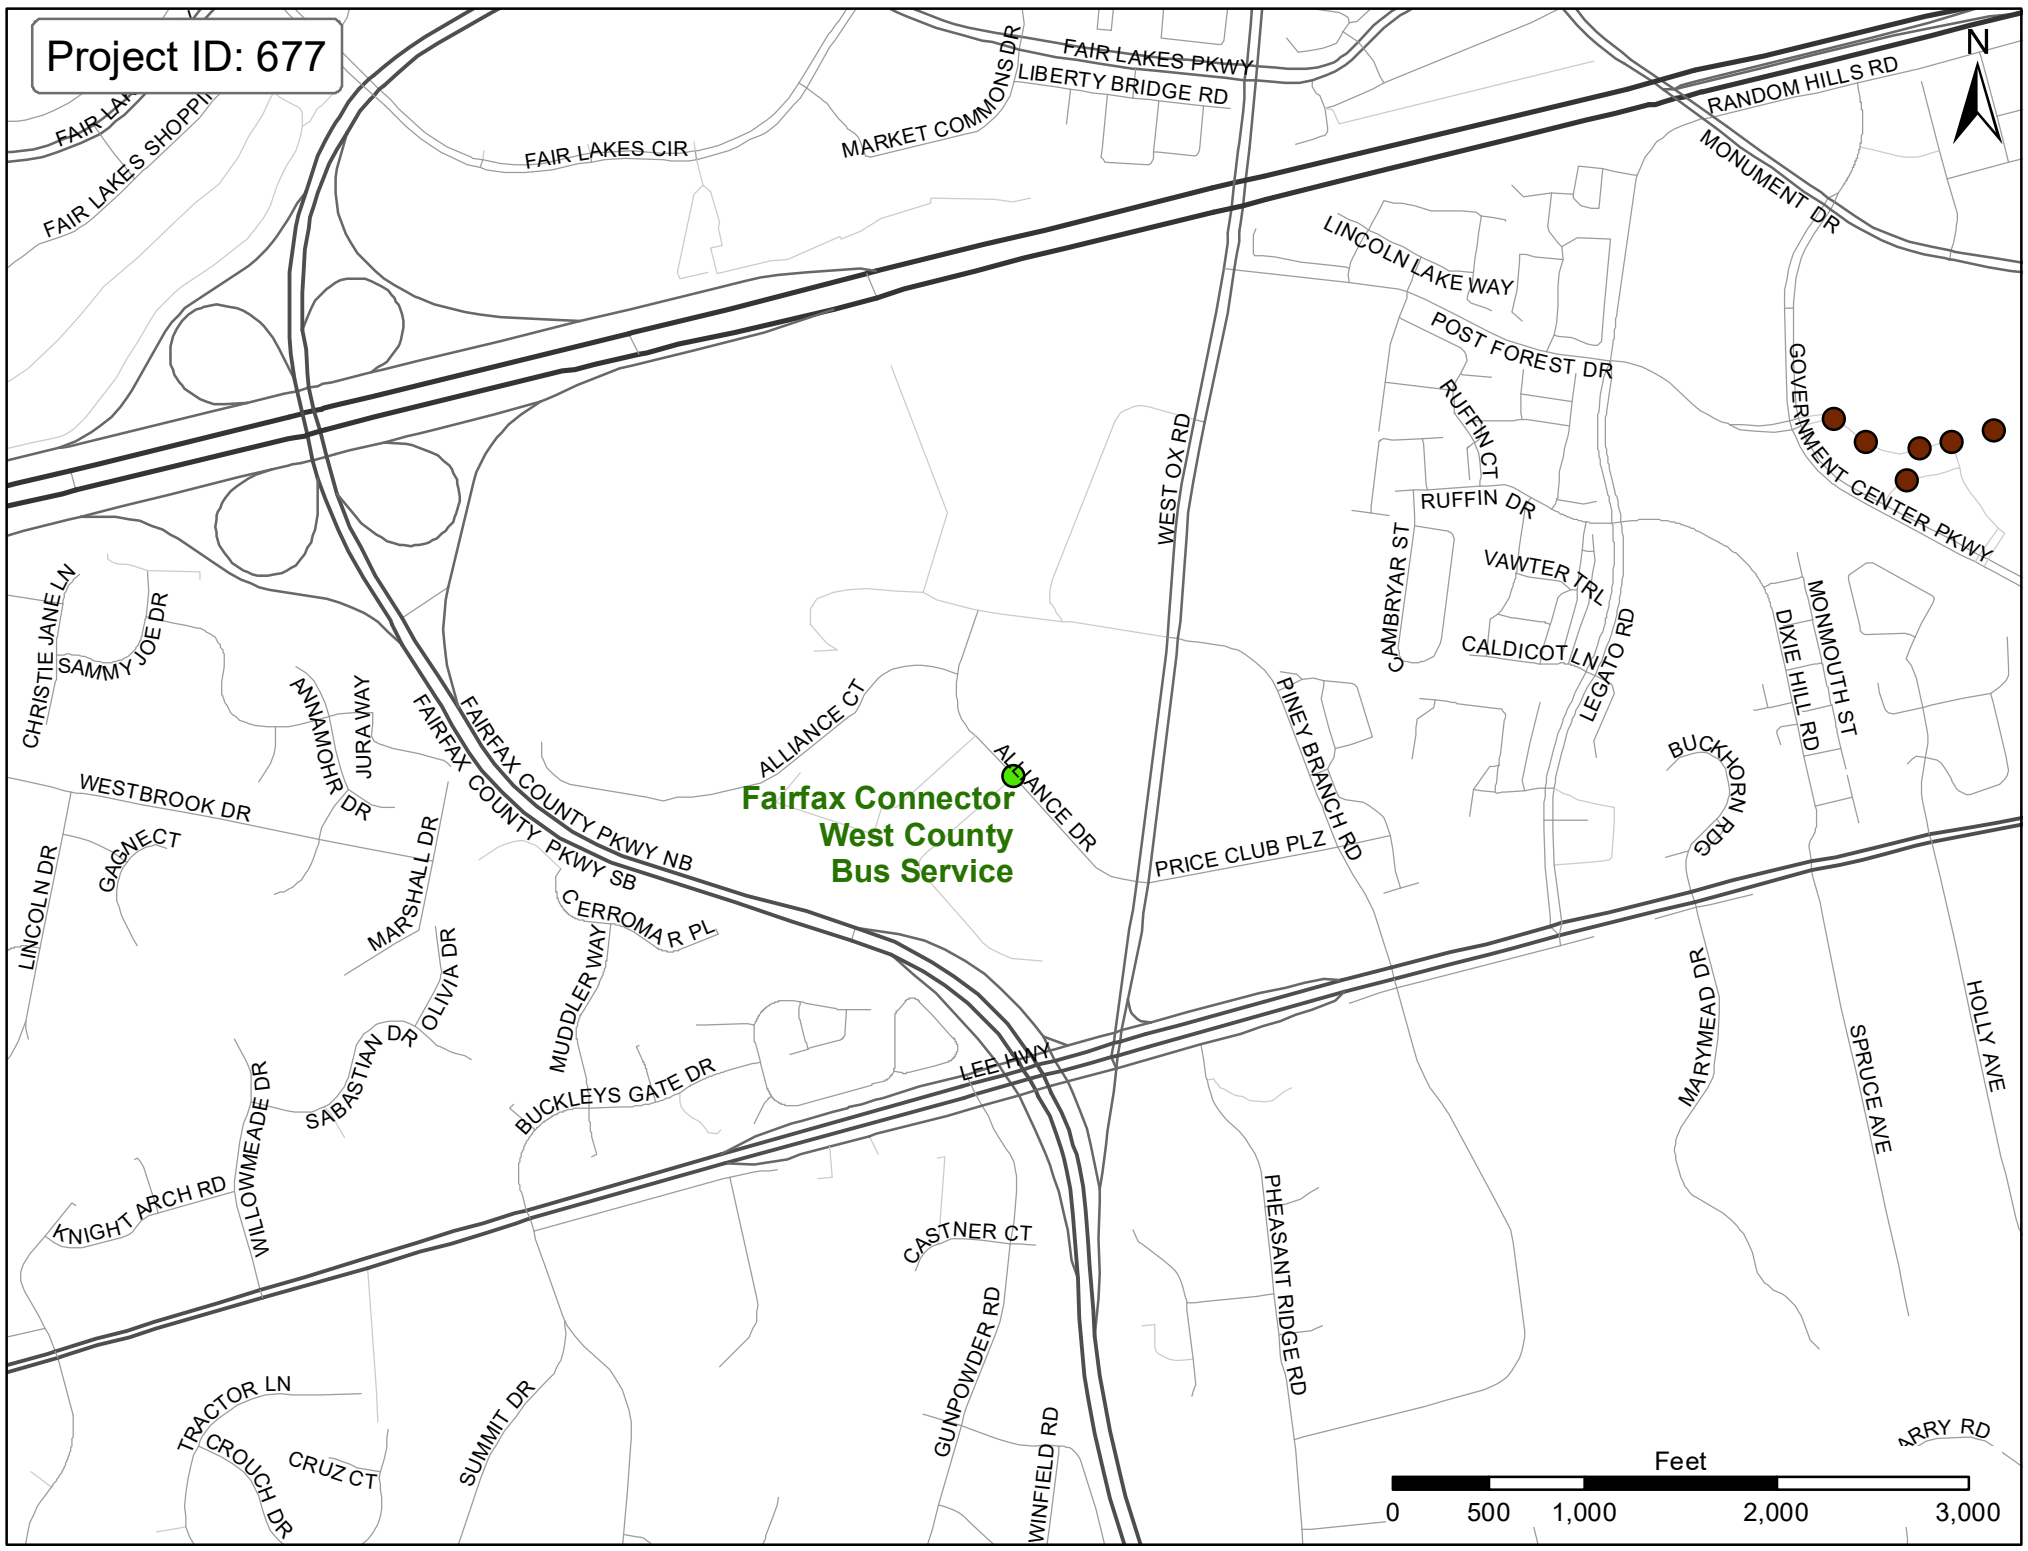 Project ID: 677
N
FAIR LAKES PKWY
LIBERTY BRIDGE RD
MARKET COMMONS DR
FAIR LAKES CIR
FAIR LAK
FAIR LAKES SHOPPIN
RANDOM HILLS RD
MONUMENT DR
LINCOLN LAKE WAY
POST FOREST DR
GOVERNMENT CENTER PKWY
RUFFIN CT
RUFFIN DR
WEST OX RD
CAMBRYAR ST
VAWTER TRL
CALDICOT LN
LEGATO RD
MONMOUTH ST
DIXIE HILL RD
CHRISTIE JANE LN
SAMMY JOE DR
ANNAMOHR DR
JURA WAY
FAIRFAX COUNTY PKWY NB
FAIRFAX COUNTY PKWY SB
ALLIANCE CT
ALLIANCE DR
PINEY BRANCH RD
BUCKHORN RDG
WESTBROOK DR
Fairfax Connector
West County
Bus Service
PRICE CLUB PLZ
GAGNE CT
LINCOLN DR
MARSHALL DR
CERROMAR PL
OLIVIA DR
MUDDLER WAY
MARYMEAD DR
HOLLY AVE
SPRUCE AVE
LEE HWY
SABASTIAN DR
BUCKLEYS GATE DR
WILLOWMEADE DR
KNIGHT ARCH RD
CASTNER CT
PHEASANT RIDGE RD
GUNPOWDER RD
TRACTOR LN
SUMMIT DR
CROUCH DR
CRUZ CT
WINFIELD RD
ARRY RD
Feet
0 500 1,000 2,000 3,000